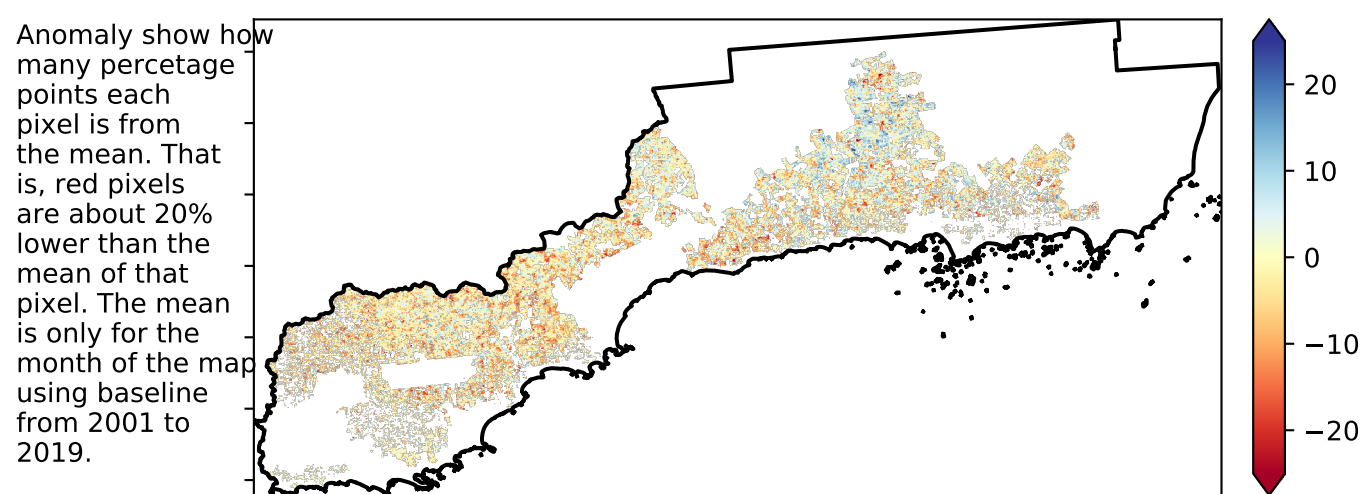 Anomaly show how
many percetage
points each
pixel is from
the mean. That
is, red pixels
are about 20%
lower than the
mean of that
pixel. The mean
is only for the
month of the map
using baseline
from 2001 to
2019.
20
10
0
−10
−20